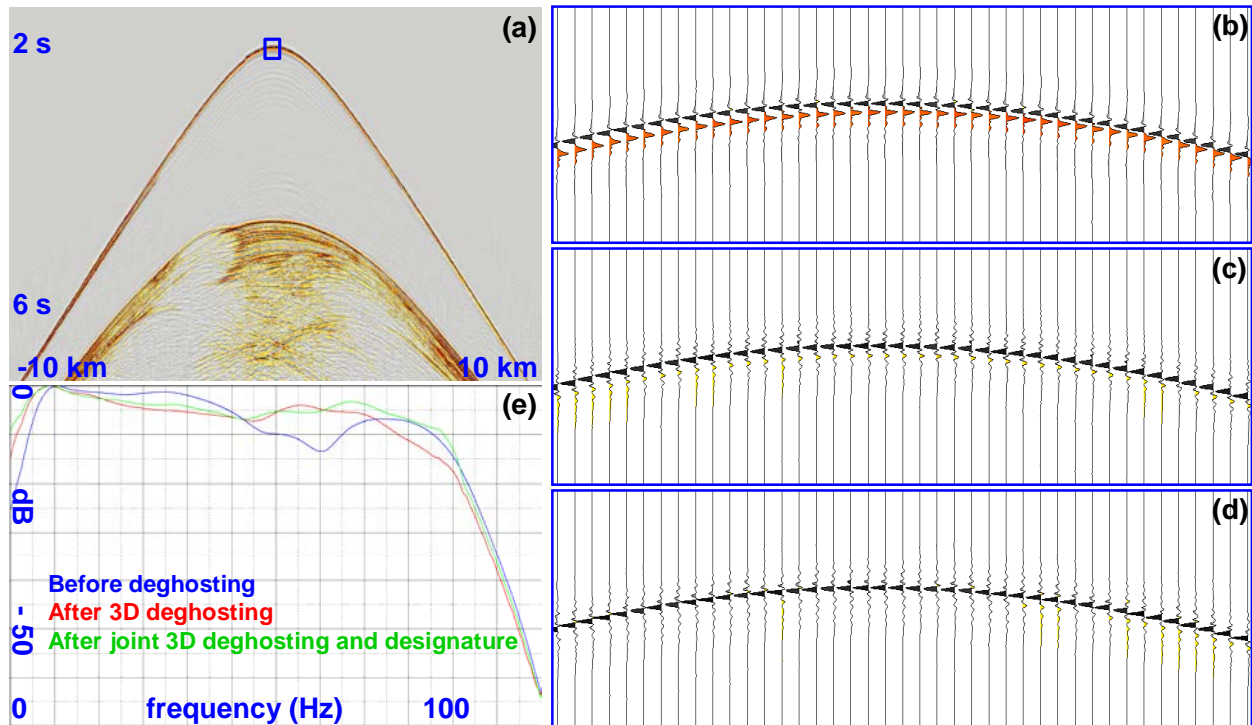 (a)
2 s
6 s
-10 km
10 km
(b)
(c)
(d)
(e)
0
dB
- 50
Before deghosting
After 3D deghosting
After joint 3D deghosting and designature
0
frequency (Hz)
100